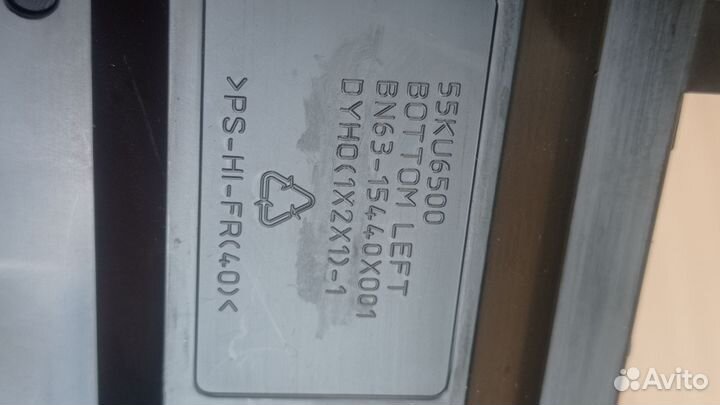 55KU6500
BOTTOM LEFT
BN63-15440X001
DYHO(1X2X1)-1
>PS-HI-FR(40)<
Avito